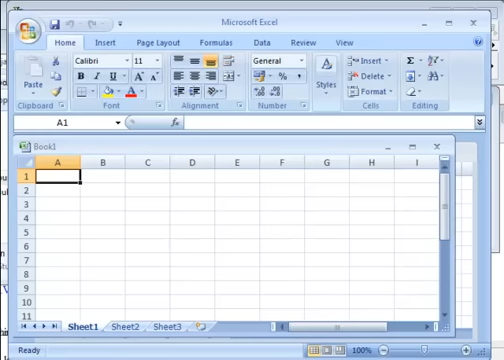 Microsoft Excel
Home Insert Page Layout Formulas Data Review View
Calibri 11 General Insert Σ
Paste B I U A A % , Styles Delete
A Format
Clipboard Font Alignment Number Cells Editing
A1 fx
Book1
A B C D E F G H I
1
2
3
4
5
6
7
8
9
10
11
Sheet1 Sheet2 Sheet3
Ready 100%